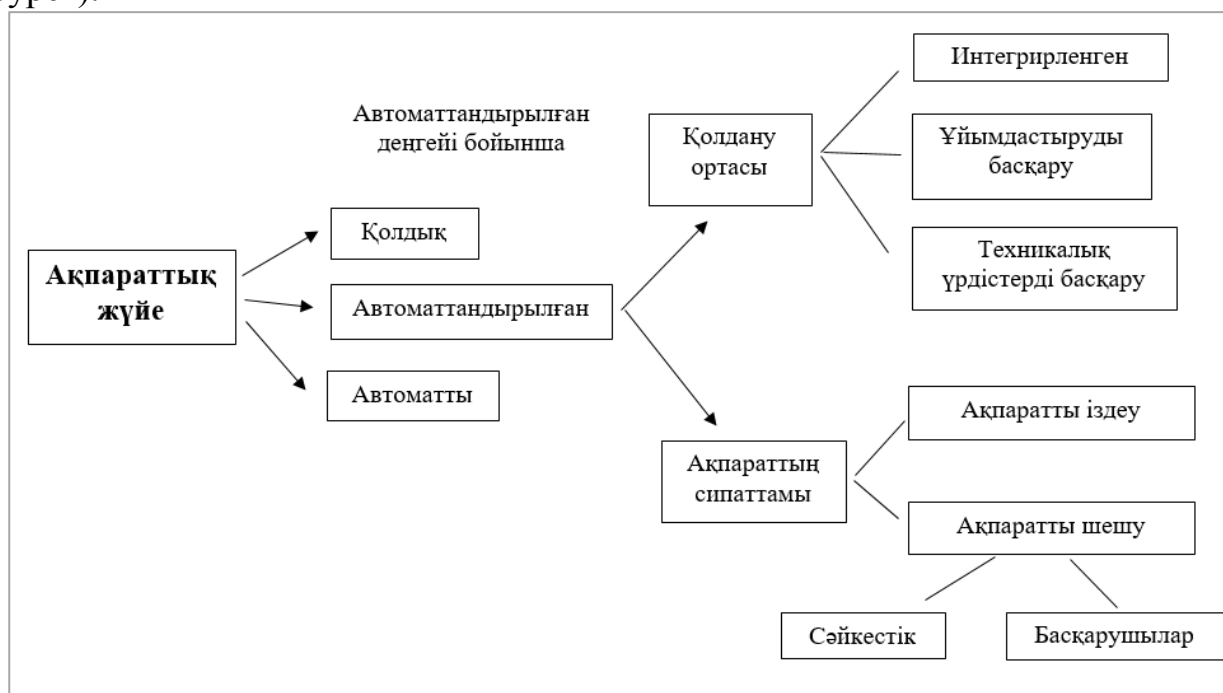 Интегрирленген
Автоматтандырылған
деңгейі бойынша
Қолдану
ортасы
Ұйымдастыруды
басқару
Қолдық
Техникалық
үрдістерді басқару
Ақпараттық
жүйе
Автоматтандырылған
Автоматты
Ақпаратты іздеу
Ақпараттың
сипаттамы
Ақпаратты шешу
Сәйкестік
Басқарушылар